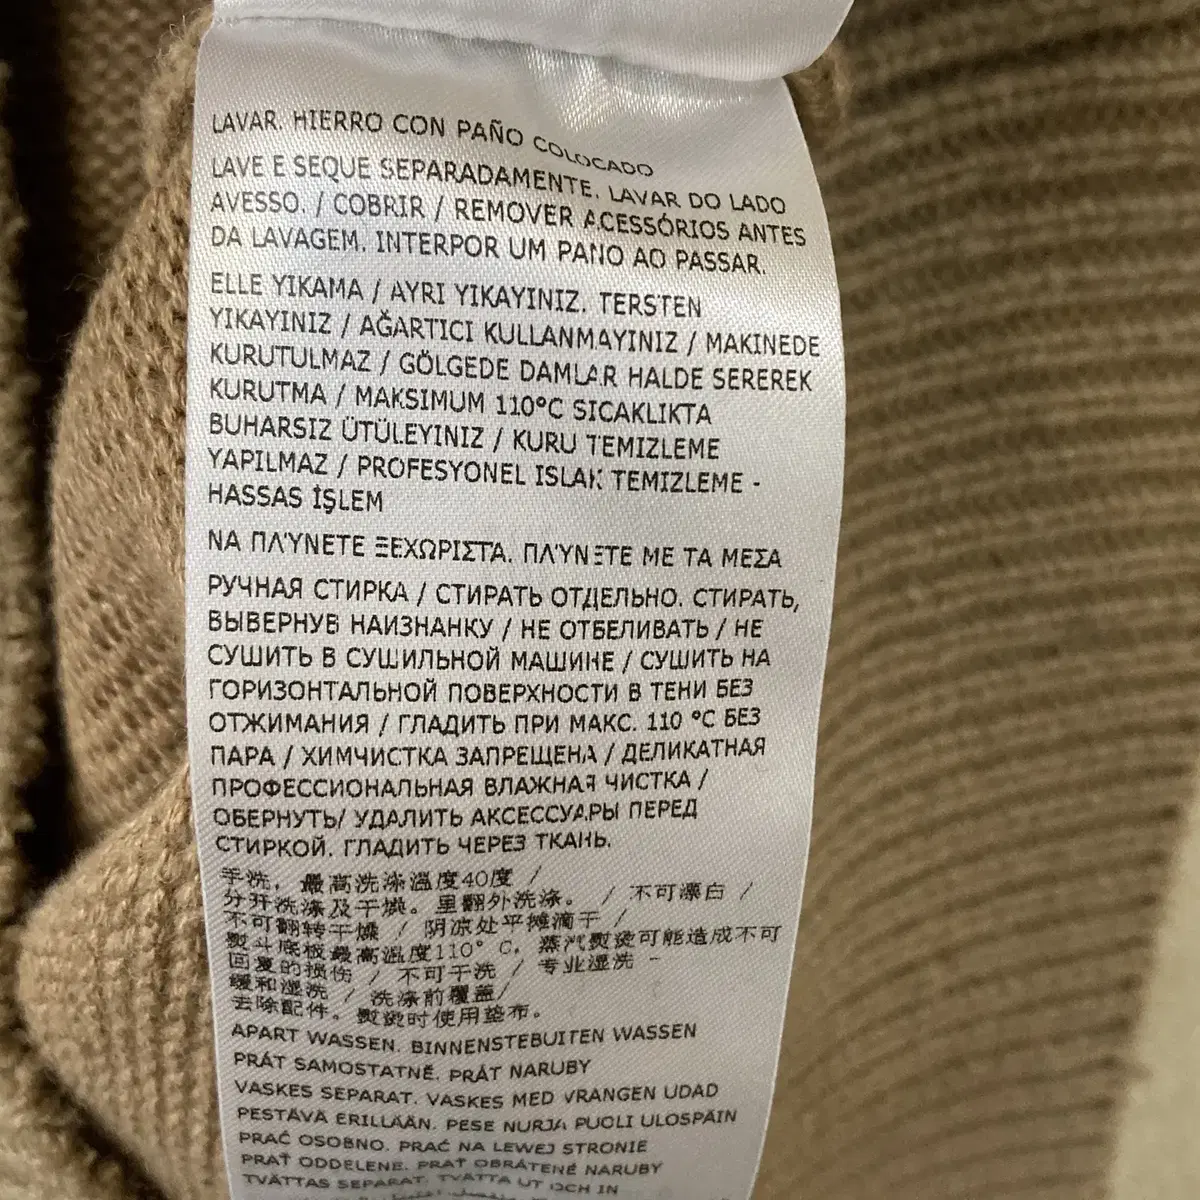 LAVAR. HIERRO CON PAÑO COLOCADO
LAVE E SEQUE SEPARADAMENTE. LAVAR DO LADO
AVESSO. / COBRIR / REMOVER ACESSÓRIOS ANTES
DA LAVAGEM. INTERPOR UM PANO AO PASSAR.
ELLE YIKAMA / AYRI YIKAYINIZ. TERSTEN
YIKAYINIZ / AĞARTICI KULLANMAYINIZ / MAKINEDE
KURUTULMAZ / GÖLGEDE DAMLAR HALDE SEREREK
KURUTMA / MAKSIMUM 110°C SICAKLIKTA
BUHARSIZ ÜTÜLEYINIZ / KURU TEMIZLEME
YAPILMAZ / PROFESYONEL ISLAK TEMIZLEME -
HASSAS İŞLEM
ΝΑ ΠΛΎΝΕΤΕ ΞΕΧΩΡΙΣΤΑ. ΠΛΎΝΕΤΕ ΜΕ ΤΑ ΜΕΣΑ
РУЧНАЯ СТИРКА / СТИРАТЬ ОТДЕЛЬНО. СТИРАТЬ,
ВЫВЕРНУВ НАИЗНАНКУ / НЕ ОТБЕЛИВАТЬ / НЕ
СУШИТЬ В СУШИЛЬНОЙ МАШИНЕ / СУШИТЬ НА
ГОРИЗОНТАЛЬНОЙ ПОВЕРХНОСТИ В ТЕНИ БЕЗ
ОТЖИМАНИЯ / ГЛАДИТЬ ПРИ МАКС. 110 °C БЕЗ
ПАРА / ХИМЧИСТКА ЗАПРЕЩЕНА / ДЕЛИКАТНАЯ
ПРОФЕССИОНАЛЬНАЯ ВЛАЖНАЯ ЧИСТКА /
ОБЕРНУТЬ/ УДАЛИТЬ АКСЕССУАРЫ ПЕРЕД
СТИРКОЙ. ГЛАДИТЬ ЧЕРЕЗ ТКАНЬ.
手洗，最高洗涤温度40度 /
分开洗涤及干燥。里翻外洗涤。 / 不可漂白 /
不可翻转干燥 / 阴凉处平摊滴干 /
熨斗底板最高温度110° C，蒸汽熨烫可能造成不可
回复的损伤 / 不可干洗 / 专业湿洗 -
缓和湿洗 / 洗涤前覆盖/
去除配件。熨烫时使用垫布。
APART WASSEN. BINNENSTEBUITEN WASSEN
PRÁT SAMOSTATNĚ. PRÁT NARUBY
VASKES SEPARAT. VASKES MED VRANGEN UDAD
PESTÄVÄ ERILLÄÄN. PESE NURJA PUOLI ULOSPÄIN
PRAĆ OSOBNO. PRAĆ NA LEWEJ STRONIE
PRAŤ ODDELENE. PRAŤ OBRÁTENÉ NARUBY
TVÄTTAS SEPARAT. TVÄTTA UT OCH IN